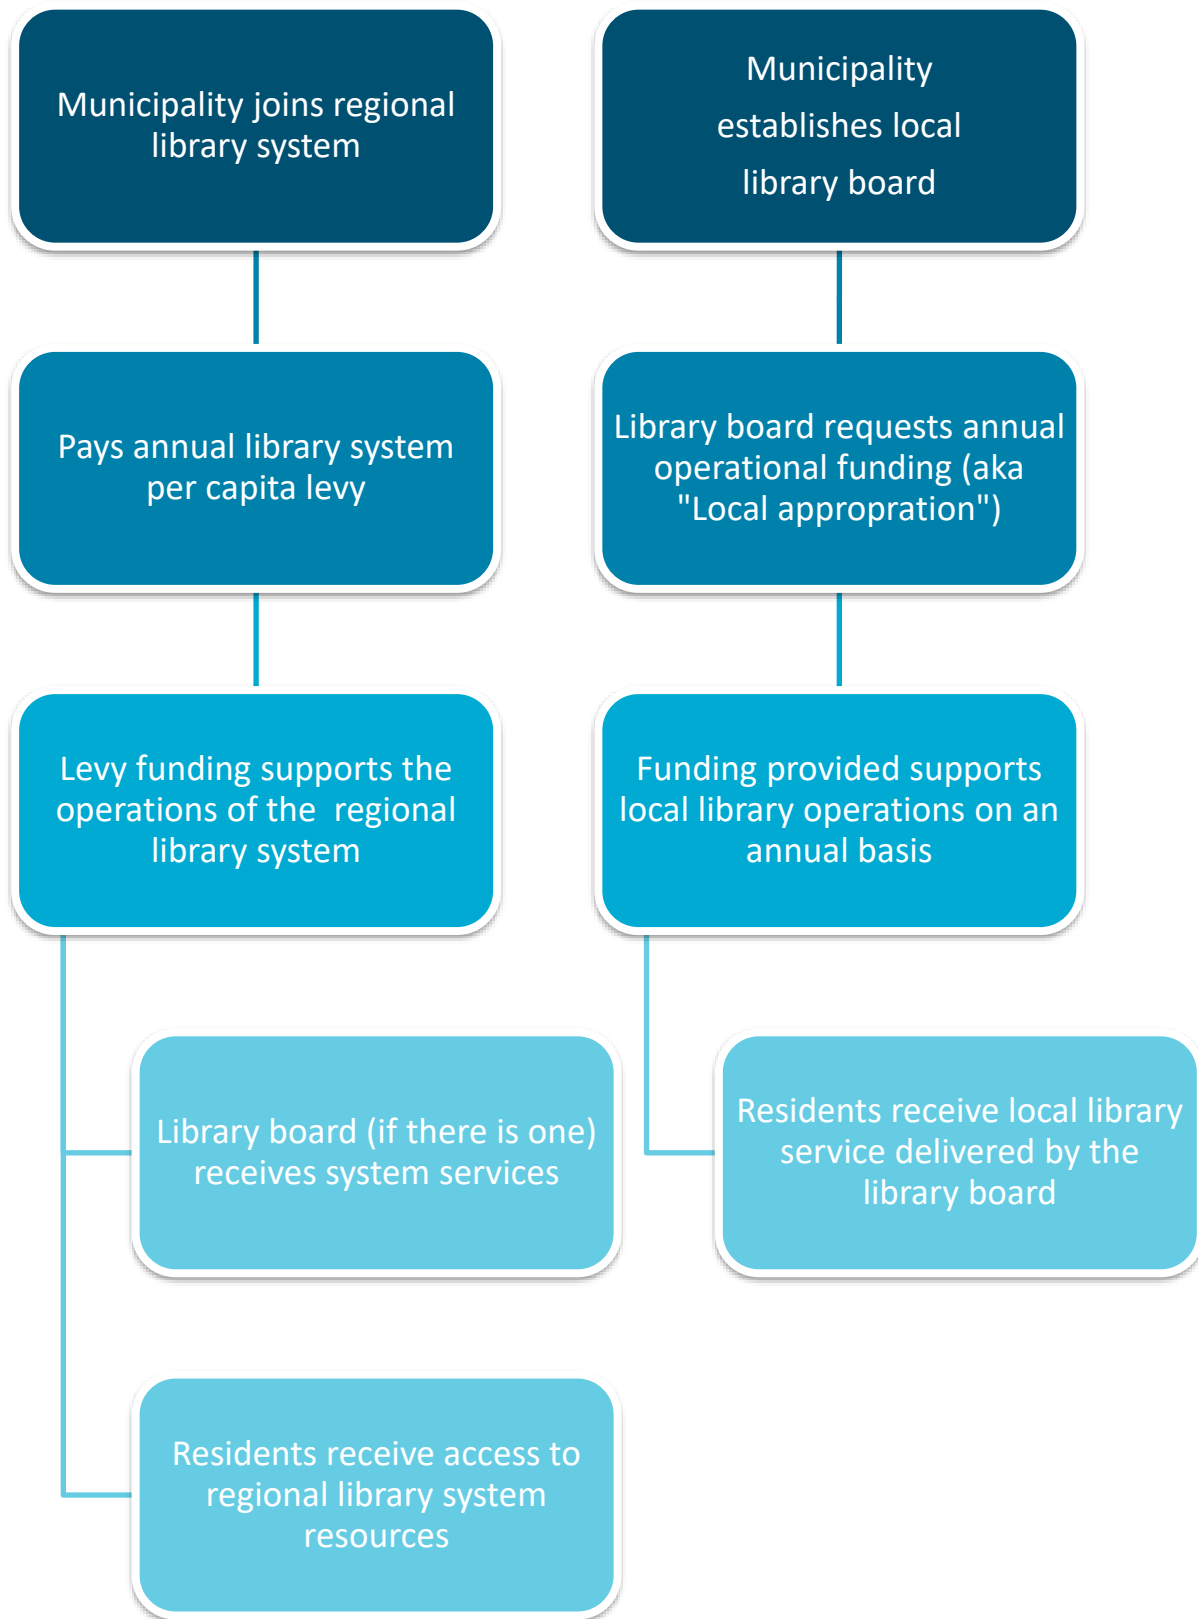 Municipality joins regional
library system
Pays annual library system
per capita levy
Levy funding supports the
operations of the  regional
library system
Library board (if there is one)
receives system services
Residents receive access to
regional library system
resources
Municipality
establishes local
library board
Library board requests annual
operational funding (aka
"Local appropration")
Funding provided supports
local library operations on an
annual basis
Residents receive local library
service delivered by the
library board